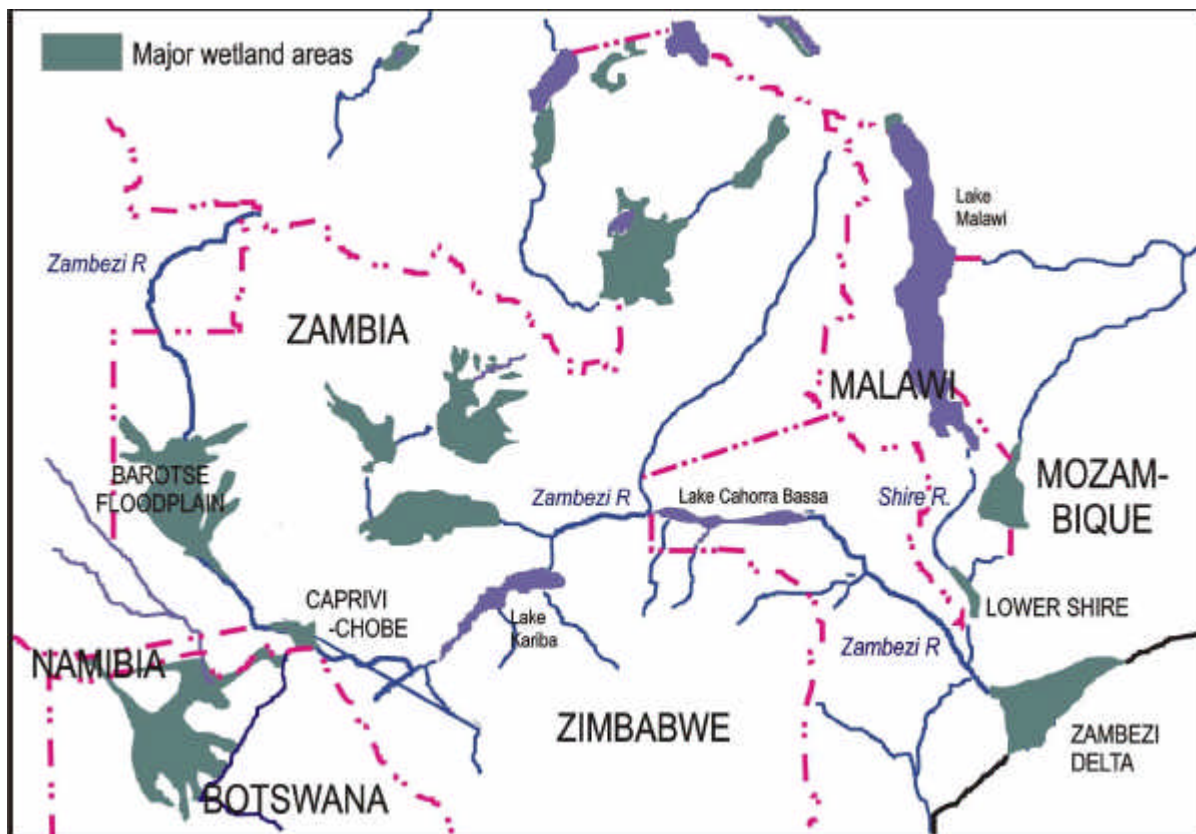 Major wetland areas
Lake
Malawi
Zambezi R
ZAMBIA
MALAWI
BAROTSE
FLOODPLAIN
Zambezi R
Lake Cahorra Bassa
Shire R.
MOZAM-
BIQUE
CAPRIVI
-CHOBE
Lake
Kariba
LOWER SHIRE
NAMIBIA
Zambezi R
ZIMBABWE
ZAMBEZI
DELTA
BOTSWANA